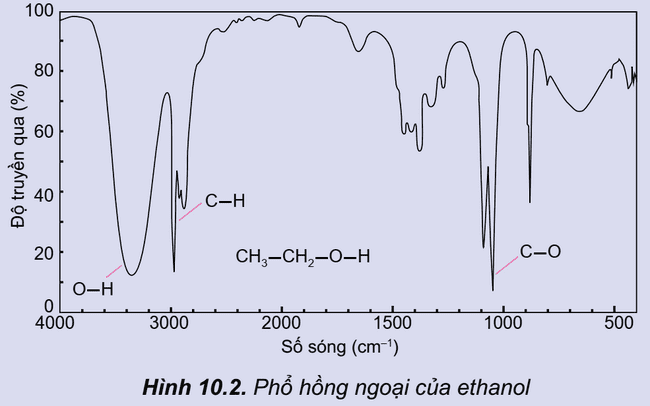 100
80
60
40
20
0
Độ truyền qua (%)
O–H
C–H
CH₃–CH₂–O–H
C–O
4000 3000 2000 1500 1000 500
Số sóng (cm⁻¹)
Hình 10.2. Phổ hồng ngoại của ethanol